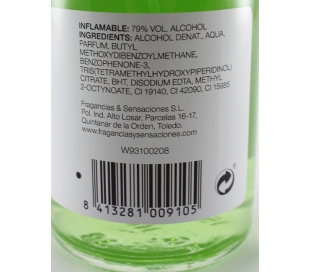 INFLAMABLE: 79% VOL. ALCOHOL
INGREDIENTS: ALCOHOL DENAT., AQUA,
PARFUM, BUTYL
METHOXYDIBENZOYLMETHANE,
BENZOPHENONE-3,
TRIS(TETRAMETHYLHYDROXYPIPERIDINOL)
CITRATE, BHT, DISODIUM EDTA, METHYL
2-OCTYNOATE, CI 19140, CI 42090, CI 15985
Fragancias & Sensaciones S.L.
Pol. Ind. Alto Losar, Parcelas 16-17,
Quintanar de la Orden, Toledo.
www.fraganciasysensaciones.com
W93100208
8 413281 009105